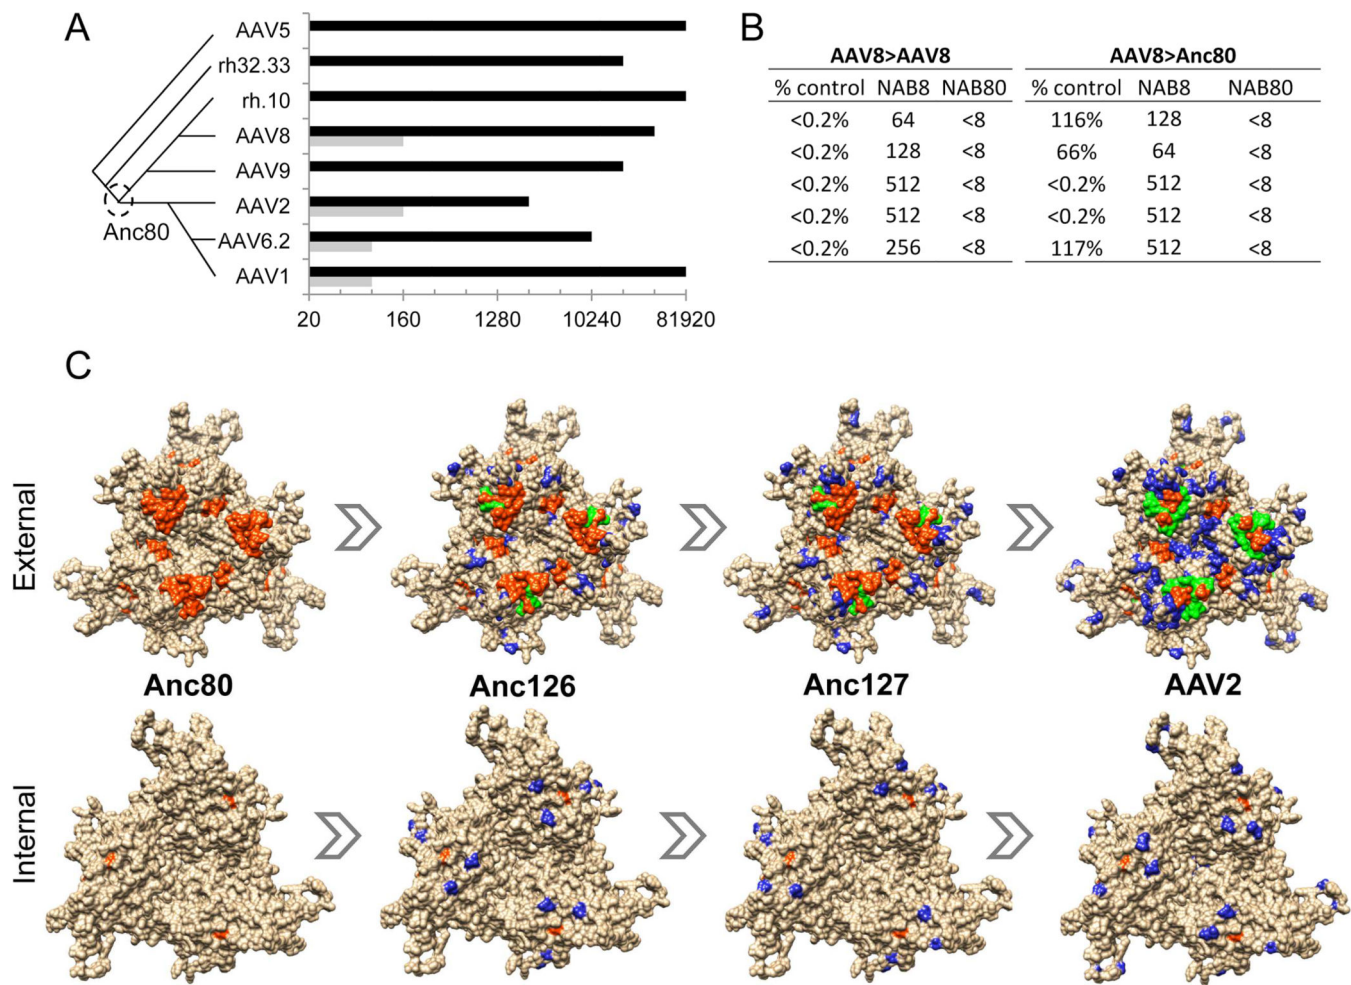 A
AAV5
rh32.33
rh.10
AAV8
AAV9
AAV2
AAV6.2
AAV1
Anc80
20 160 1280 10240 81920
B
AAV8>AAV8 AAV8>Anc80
% control NAB8 NAB80 % control NAB8 NAB80
<0.2% 64 <8 116% 128 <8
<0.2% 128 <8 66% 64 <8
<0.2% 512 <8 <0.2% 512 <8
<0.2% 512 <8 <0.2% 512 <8
<0.2% 256 <8 117% 512 <8
C
External
Anc80 Anc126 Anc127 AAV2
Internal